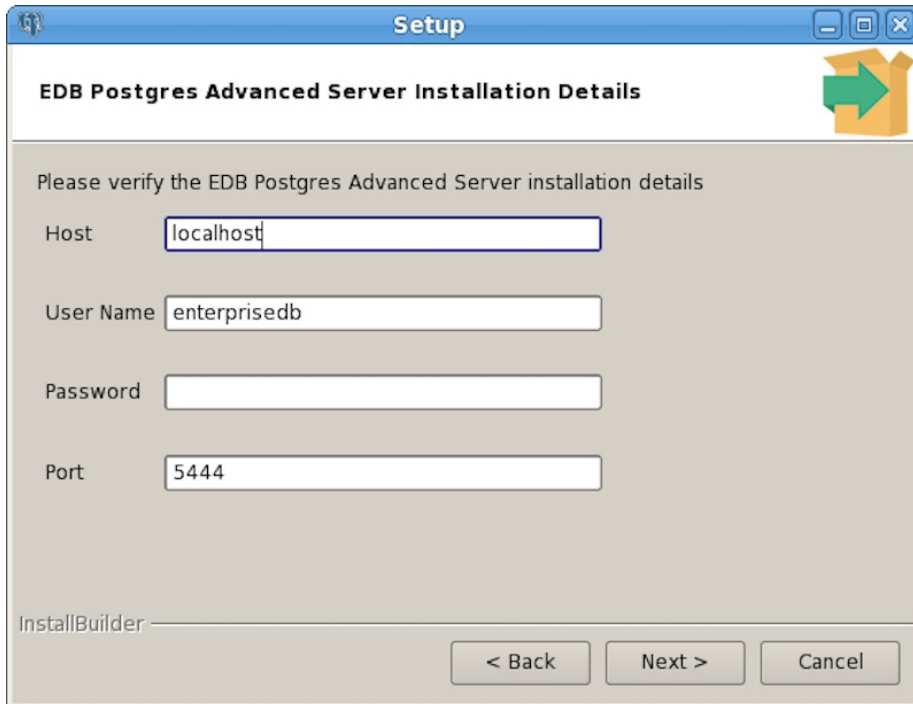 Setup
EDB Postgres Advanced Server Installation Details
Please verify the EDB Postgres Advanced Server installation details
Host localhost
User Name enterprisedb
Password
Port 5444
InstallBuilder
< Back Next > Cancel